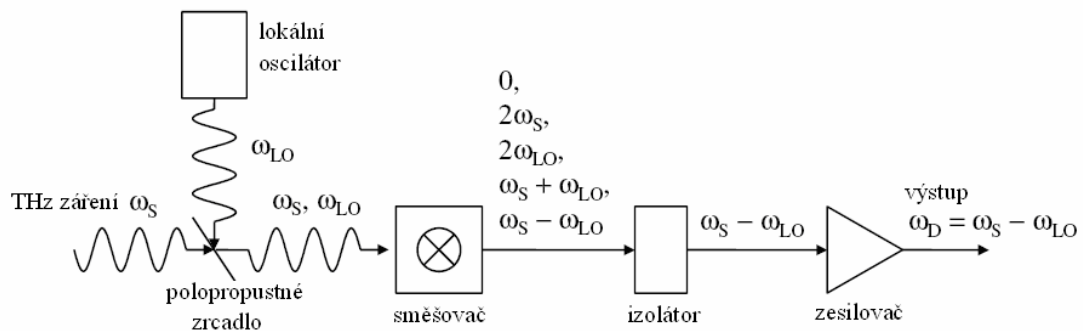 lokální
oscilátor
ω_LO
THz záření ω_S
ω_S, ω_LO
polopropustné
zrcadlo
0,
2ω_S,
2ω_LO,
ω_S + ω_LO,
ω_S − ω_LO
směšovač
ω_S − ω_LO
izolátor
zesilovač
výstup
ω_D = ω_S − ω_LO